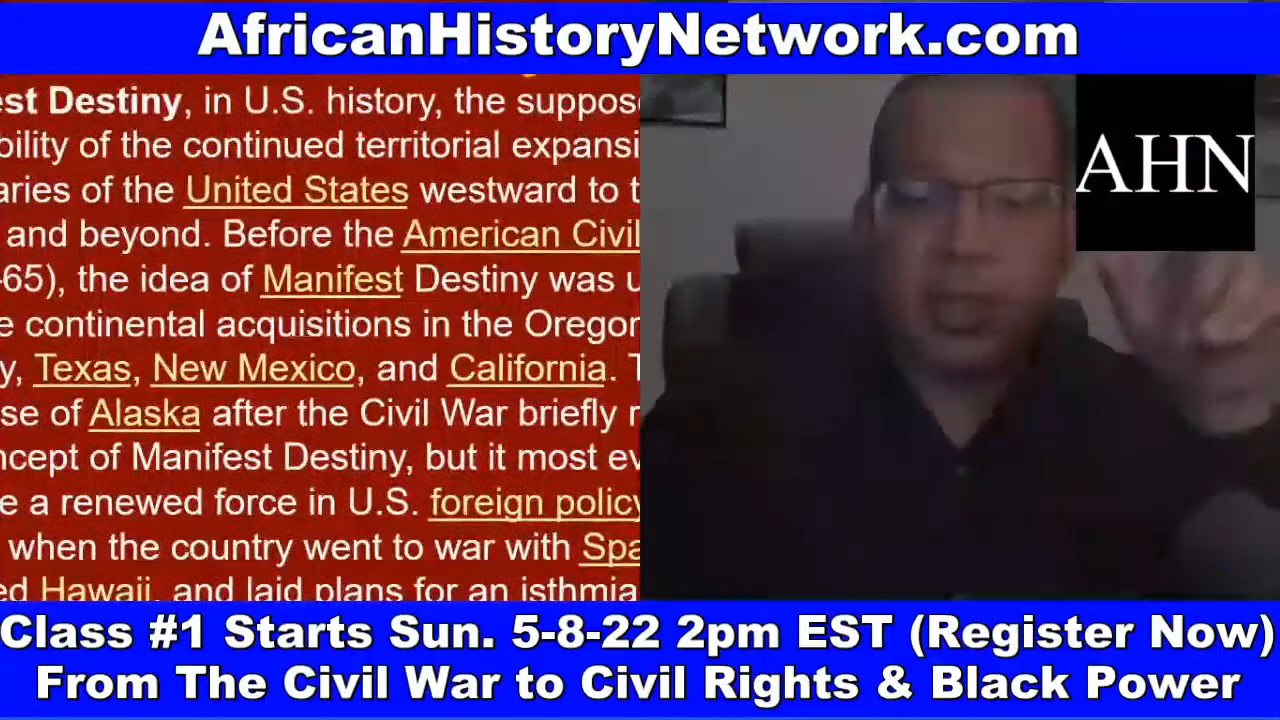 AfricanHistoryNetwork.com
est Destiny, in U.S. history, the suppos
bility of the continued territorial expansi
aries of the United States westward to t
and beyond. Before the American Civil
-65), the idea of Manifest Destiny was u
e continental acquisitions in the Oregon
y, Texas, New Mexico, and California. T
se of Alaska after the Civil War briefly r
ncept of Manifest Destiny, but it most ev
e a renewed force in U.S. foreign policy
when the country went to war with Spa
ed Hawaii, and laid plans for an isthmia
AHN
Class #1 Starts Sun. 5-8-22 2pm EST (Register Now)
From The Civil War to Civil Rights & Black Power